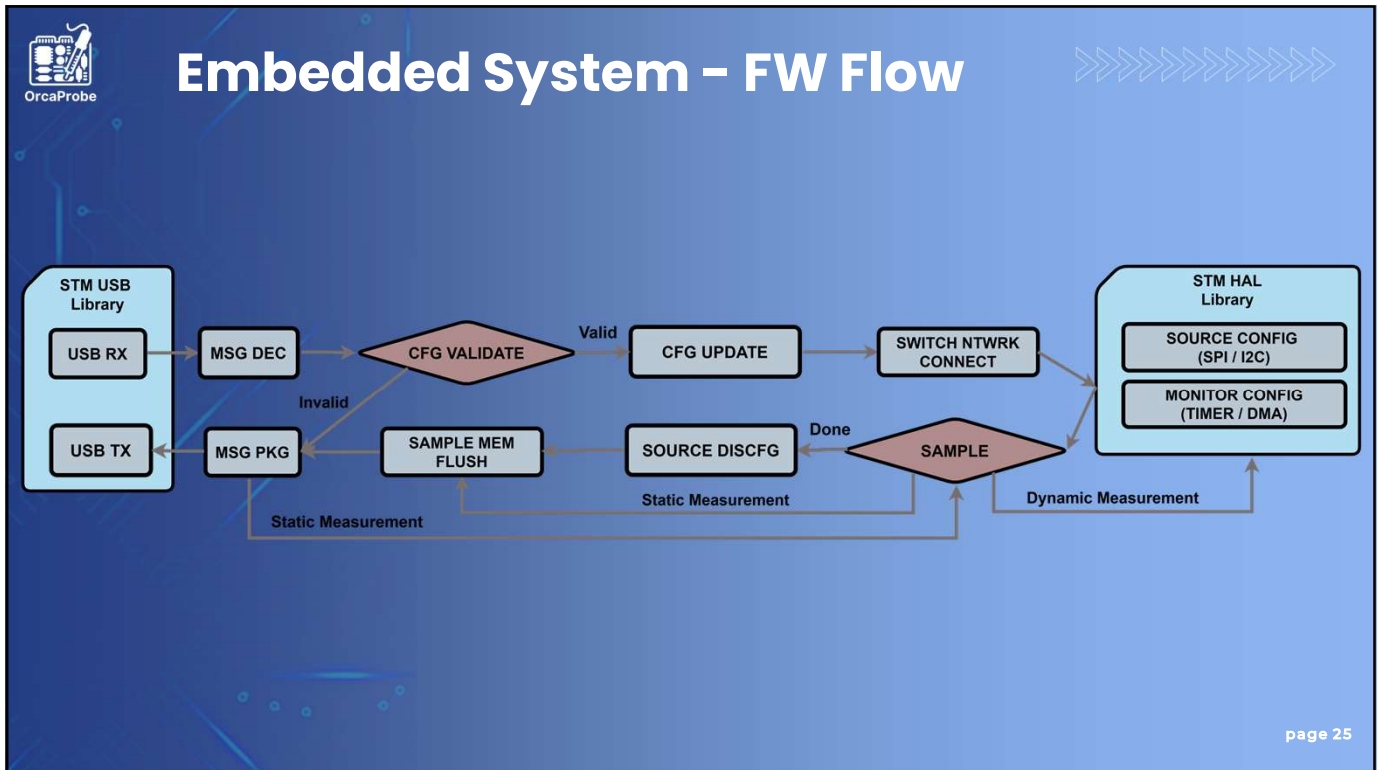 OrcaProbe
Embedded System - FW Flow
STM USB
Library
USB RX
MSG DEC
CFG VALIDATE
Valid
CFG UPDATE
SWITCH NTWRK
CONNECT
STM HAL
Library
SOURCE CONFIG
(SPI / I2C)
MONITOR CONFIG
(TIMER / DMA)
Invalid
USB TX
MSG PKG
SAMPLE MEM
FLUSH
SOURCE DISCFG
Done
SAMPLE
Static Measurement
Dynamic Measurement
Static Measurement
page 25